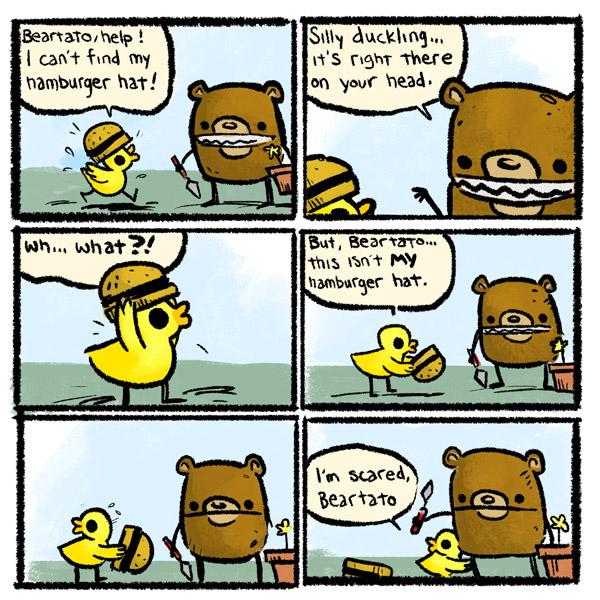 Beartato, help!
I can't find my
hamburger hat!
Silly duckling...
it's right there
on your head.
Wh... what?!
But, Beartato...
this isn't MY
hamburger hat.
I'm scared,
Beartato